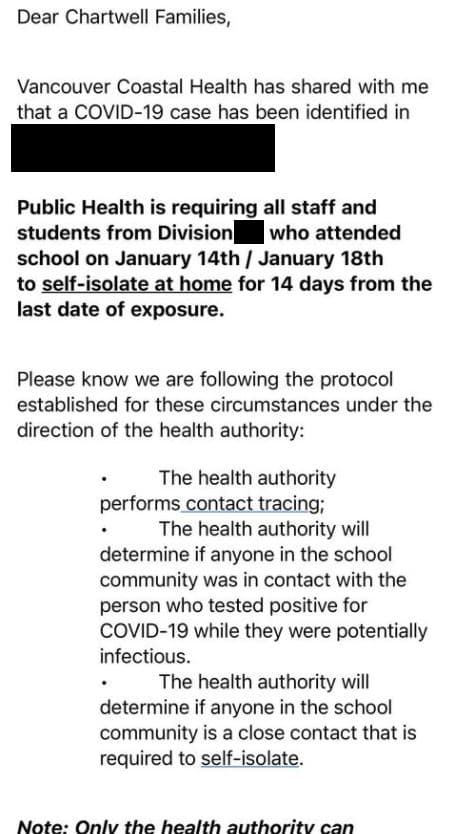 Dear Chartwell Families,
Vancouver Coastal Health has shared with me
that a COVID-19 case has been identified in
Public Health is requiring all staff and
students from Division who attended
school on January 14th / January 18th
to self-isolate at home for 14 days from the
last date of exposure.
Please know we are following the protocol
established for these circumstances under the
direction of the health authority:
• The health authority
performs contact tracing;
• The health authority will
determine if anyone in the school
community was in contact with the
person who tested positive for
COVID-19 while they were potentially
infectious.
• The health authority will
determine if anyone in the school
community is a close contact that is
required to self-isolate.
Note: Only the health authority can